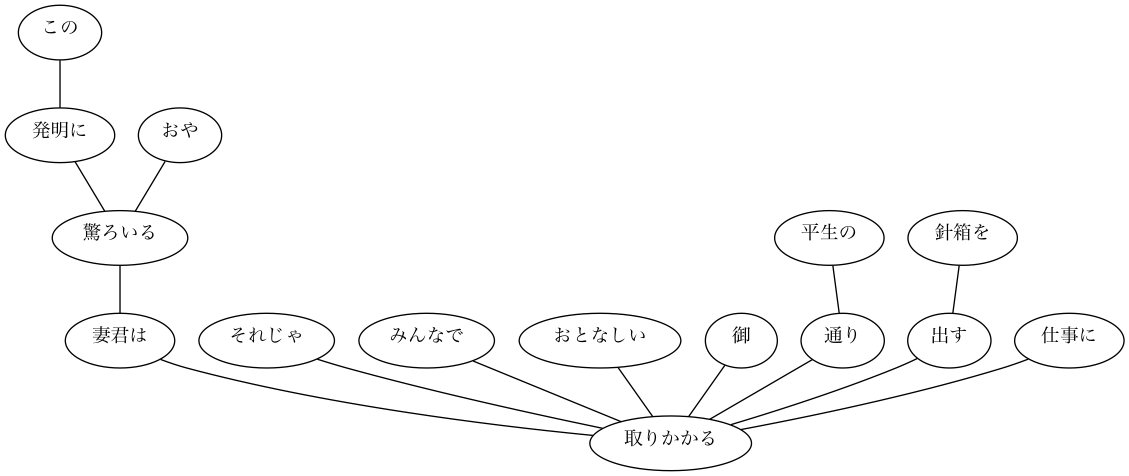 この
発明に おや
驚ろいる 平生の 針箱を
妻君は それじゃ みんなで おとなしい 御 通り 出す 仕事に
取りかかる